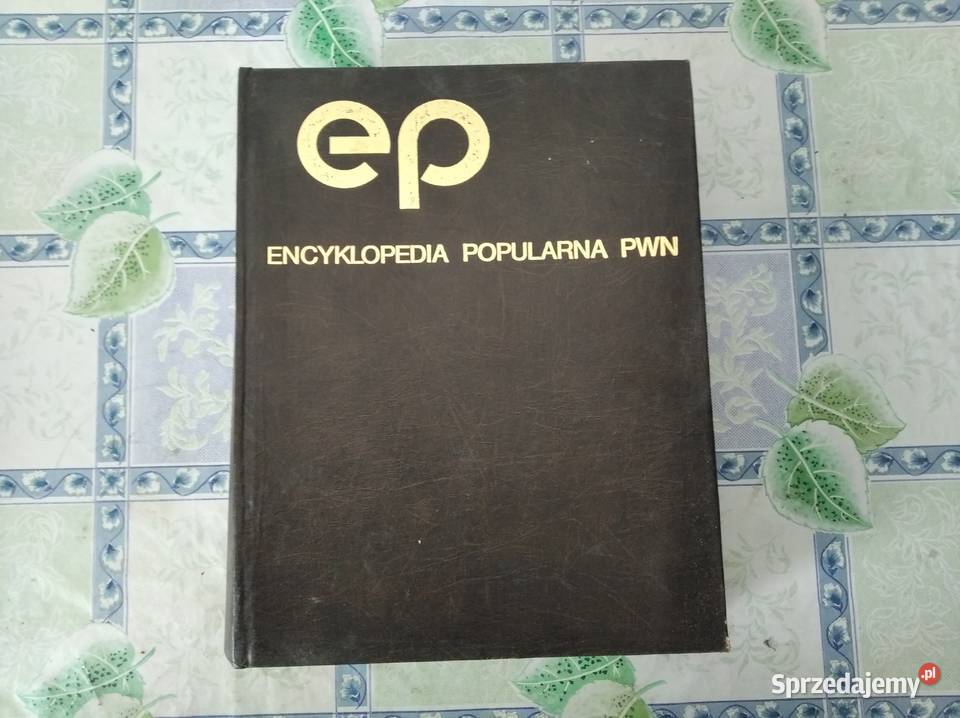 ep
ENCYKLOPEDIA POPULARNA PWN
Sprzedajemy.pl